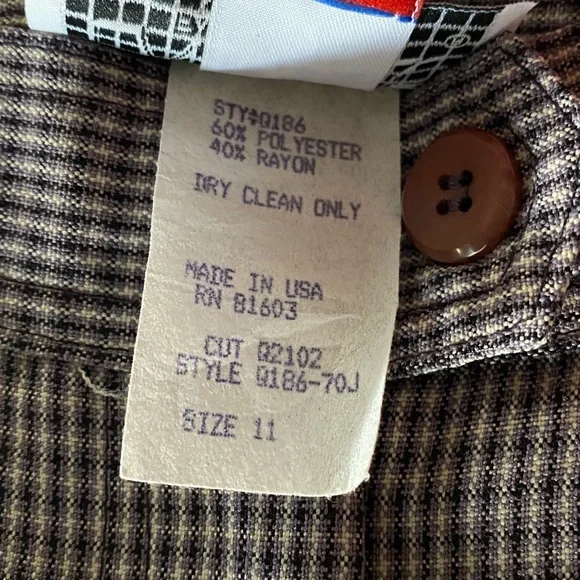 STY#Q186
60% POLYESTER
40% RAYON
DRY CLEAN ONLY
MADE IN USA
RN 81603
CUT Q2102
STYLE Q186-70J
SIZE 11